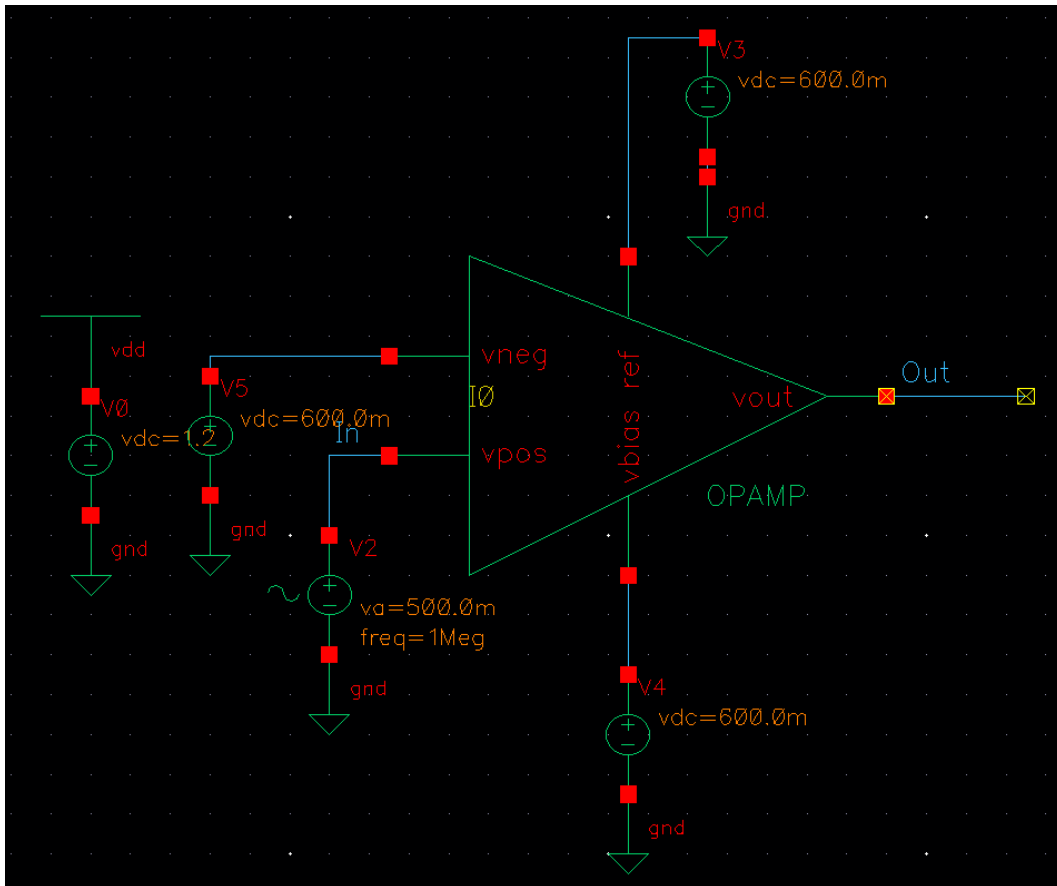 V3
vdc=600.0m
gnd
vdd
V0
vdc=1.2
gnd
V5
vdc=600.0m
gnd
In
vneg
I0
vpos
vbias ref
vout
Out
OPAMP
V2
va=500.0m
freq=1Meg
gnd
V4
vdc=600.0m
gnd